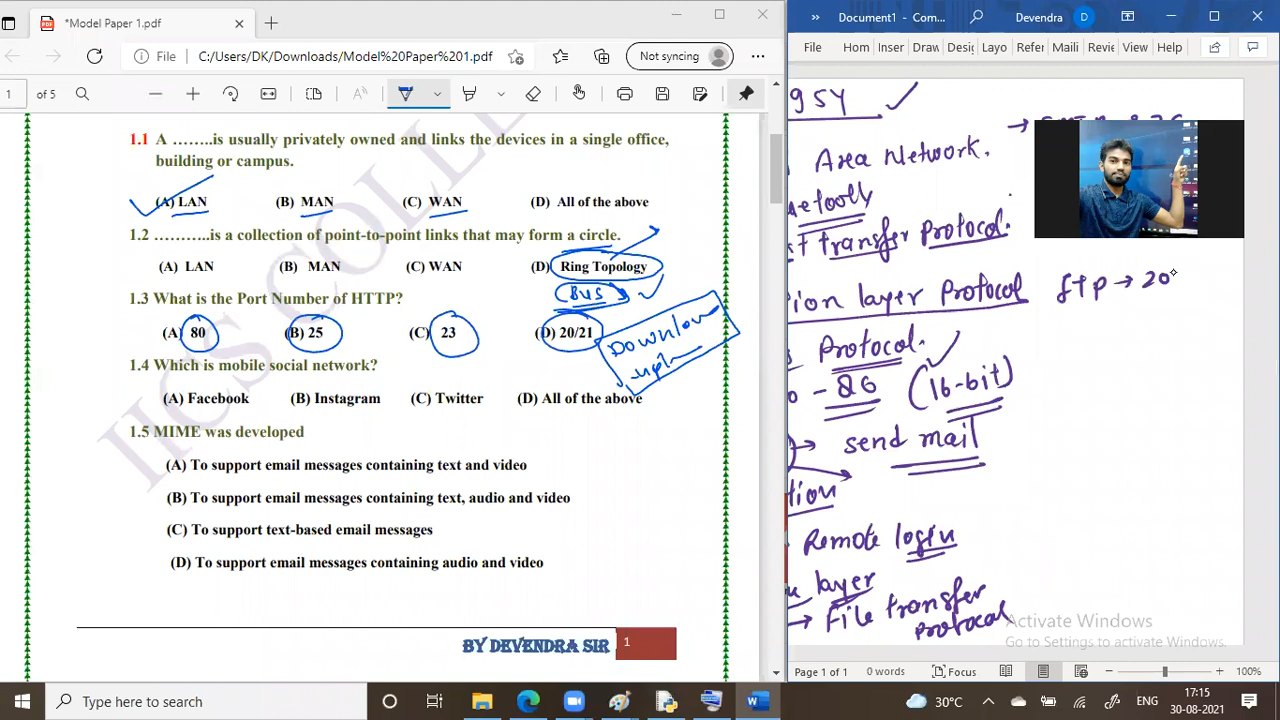 *Model Paper 1.pdf
File C:/Users/DK/Downloads/Model%20Paper%201.pdf Not syncing
1 of 5
1.1 A ........is usually privately owned and links the devices in a single office,
building or campus.
(A) LAN (B) MAN (C) WAN (D) All of the above
1.2 ………..is a collection of point-to-point links that may form a circle.
(A) LAN (B) MAN (C) WAN (D) Ring Topology
(BUS)
1.3 What is the Port Number of HTTP?
(A) 80 (B) 25 (C) 23 (D) 20/21
1.4 Which is mobile social network?
(A) Facebook (B) Instagram (C) Twitter (D) All of the above
1.5 MIME was developed
(A) To support email messages containing text and video
(B) To support email messages containing text, audio and video
(C) To support text-based email messages
(D) To support email messages containing audio and video
BY DEVENDRA SIR 1
IICS COLLE
Document1 - Com... Devendra D
File Hom Inser Draw Desig Layo Refer Maili Revie View Help
Area Network.
transfer Protocol.
ion layer Protocol ftp → 20
Protocol.
- 86 (16-bit)
→ send mail
tion
Remote login
layer
→ File transfer
Protocol
Activate Windows
Go to Settings to activate Windows.
Page 1 of 1 0 words Focus 100%
Type here to search
30°C ENG 17:15
30-08-2021